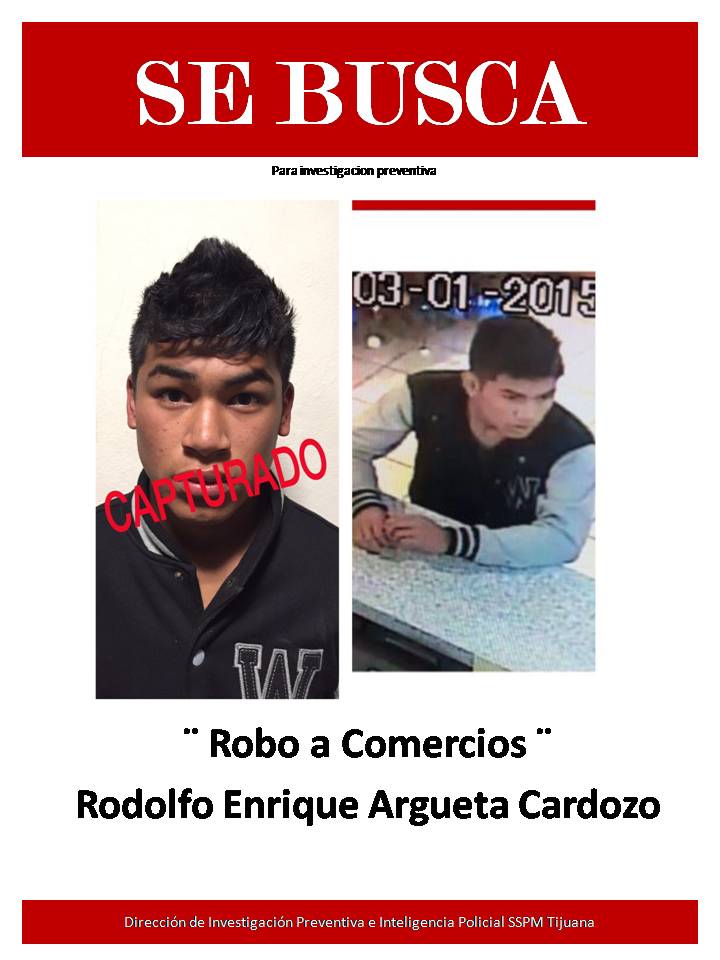 SE BUSCA
Para investigacion preventiva
03-01-2015
CAPTURADO
W
W
¨ Robo a Comercios ¨
Rodolfo Enrique Argueta Cardozo
Dirección de Investigación Preventiva e Inteligencia Policial SSPM Tijuana